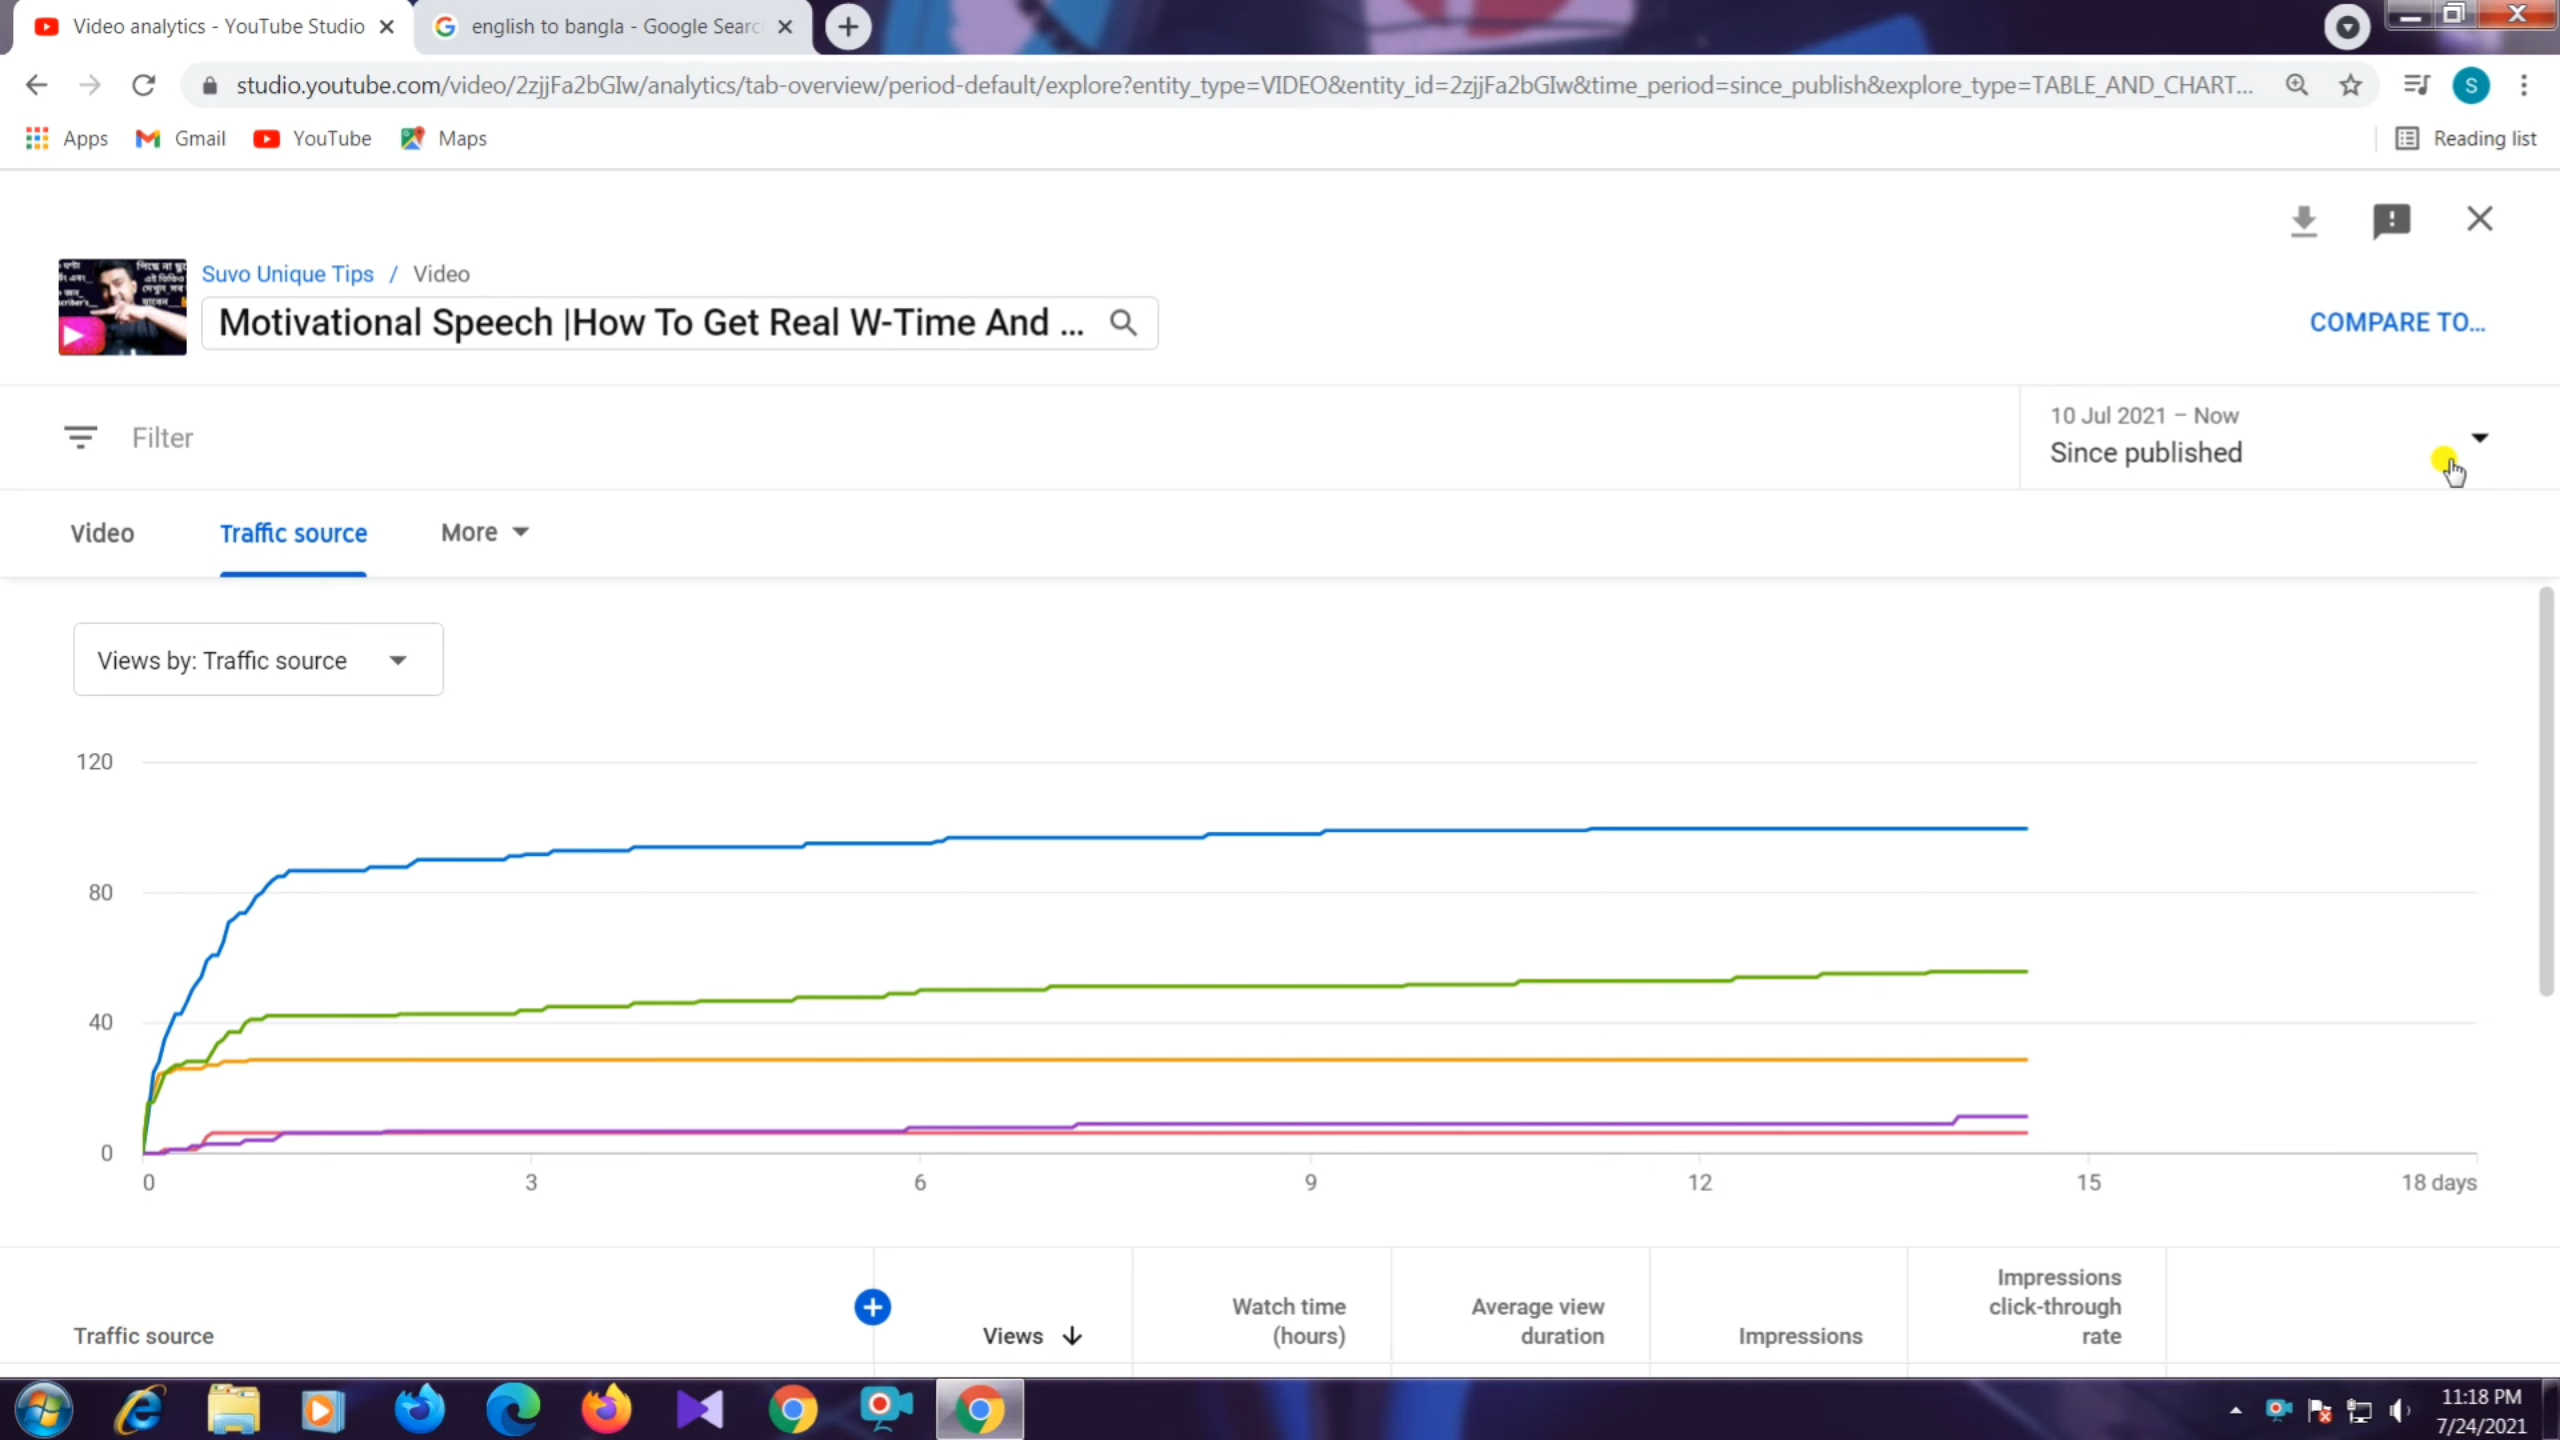 Video analytics - YouTube Studio
english to bangla - Google Searc
studio.youtube.com/video/2zjjFa2bGIw/analytics/tab-overview/period-default/explore?entity_type=VIDEO&entity_id=2zjjFa2bGIw&time_period=since_publish&explore_type=TABLE_AND_CHART...
S
Apps
Gmail
YouTube
Maps
Reading list
Suvo Unique Tips / Video
Motivational Speech |How To Get Real W-Time And ...
COMPARE TO...
Filter
10 Jul 2021 – Now
Since published
Video
Traffic source
More
Views by: Traffic source
120
80
40
0
0
3
6
9
12
15
18 days
Traffic source
Views
Watch time
(hours)
Average view
duration
Impressions
Impressions
click-through
rate
11:18 PM
7/24/2021